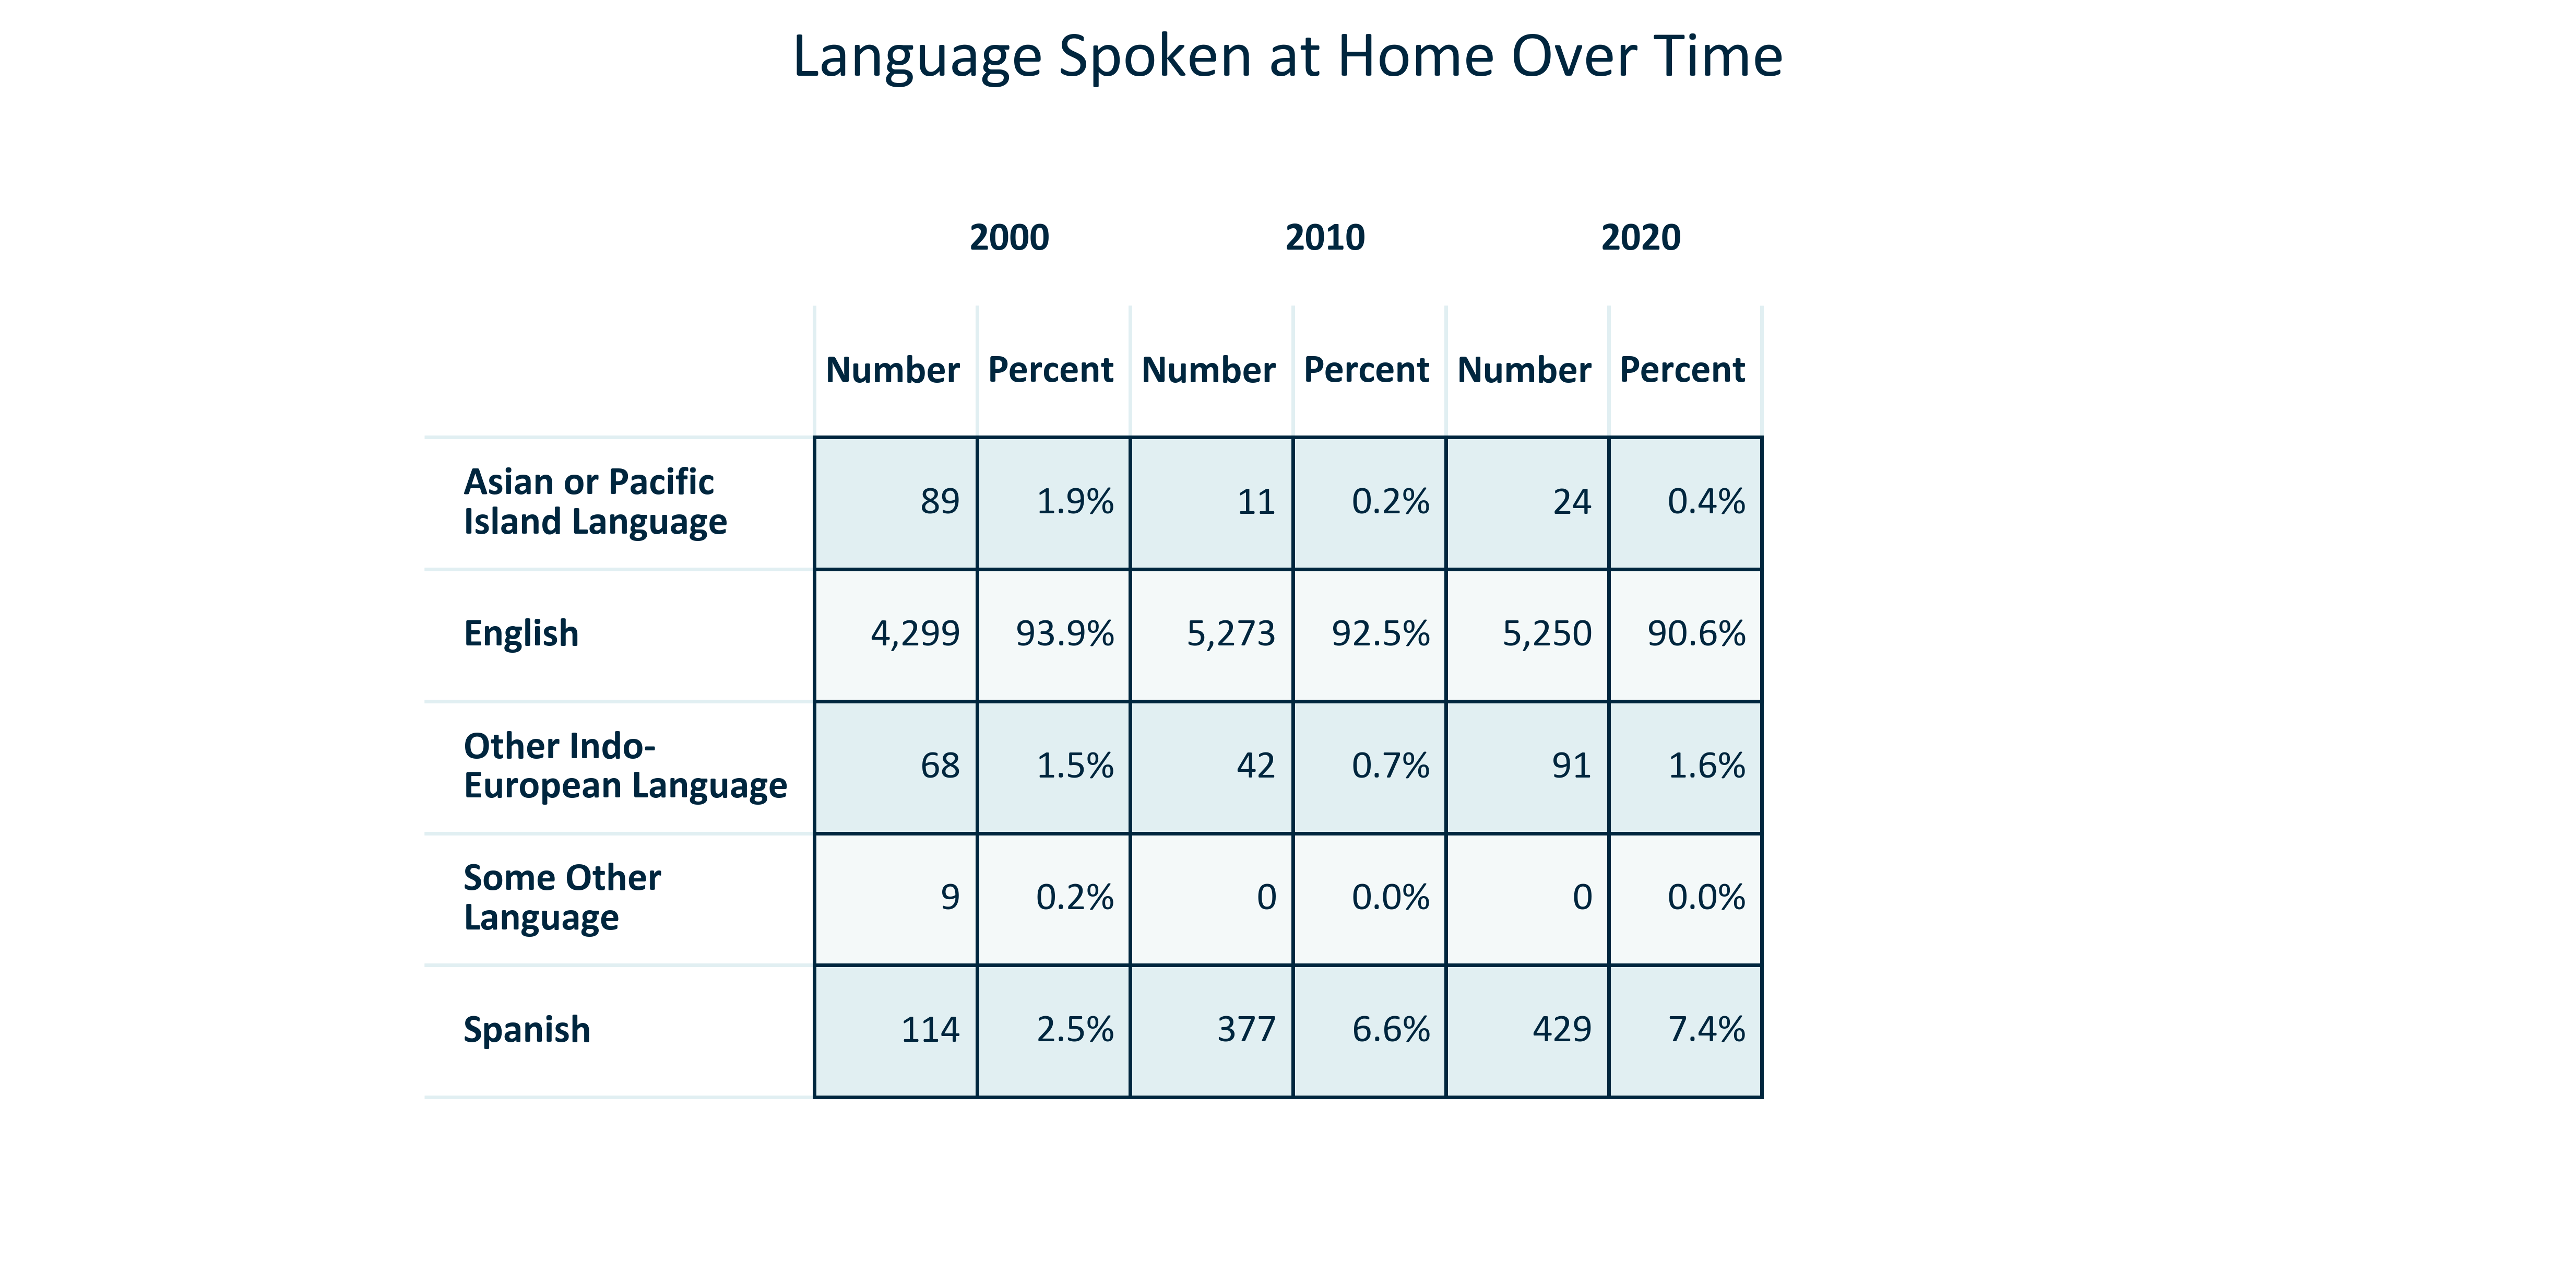 Language Spoken at Home Over Time
2000 2010 2020
Number Percent Number Percent Number Percent
Asian or Pacific
Island Language
89 1.9% 11 0.2% 24 0.4%
English 4,299 93.9% 5,273 92.5% 5,250 90.6%
Other Indo-
European Language
68 1.5% 42 0.7% 91 1.6%
Some Other
Language
9 0.2% 0 0.0% 0 0.0%
Spanish 114 2.5% 377 6.6% 429 7.4%